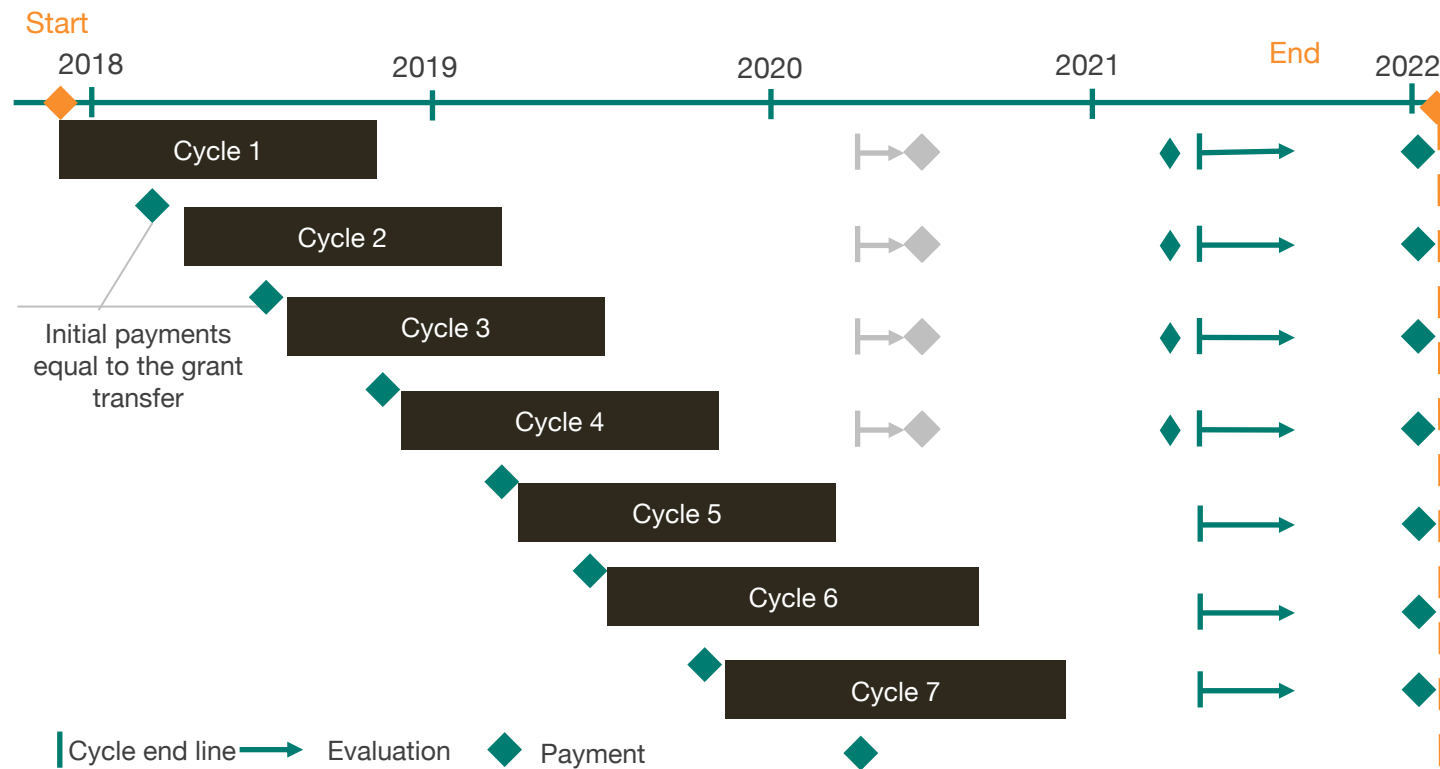 Start
End
2018
2019
2020
2021
2022
Cycle 1
Cycle 2
Cycle 3
Initial payments
equal to the grant
transfer
Cycle 4
Cycle 5
Cycle 6
Cycle 7
Cycle end line
Evaluation
Payment